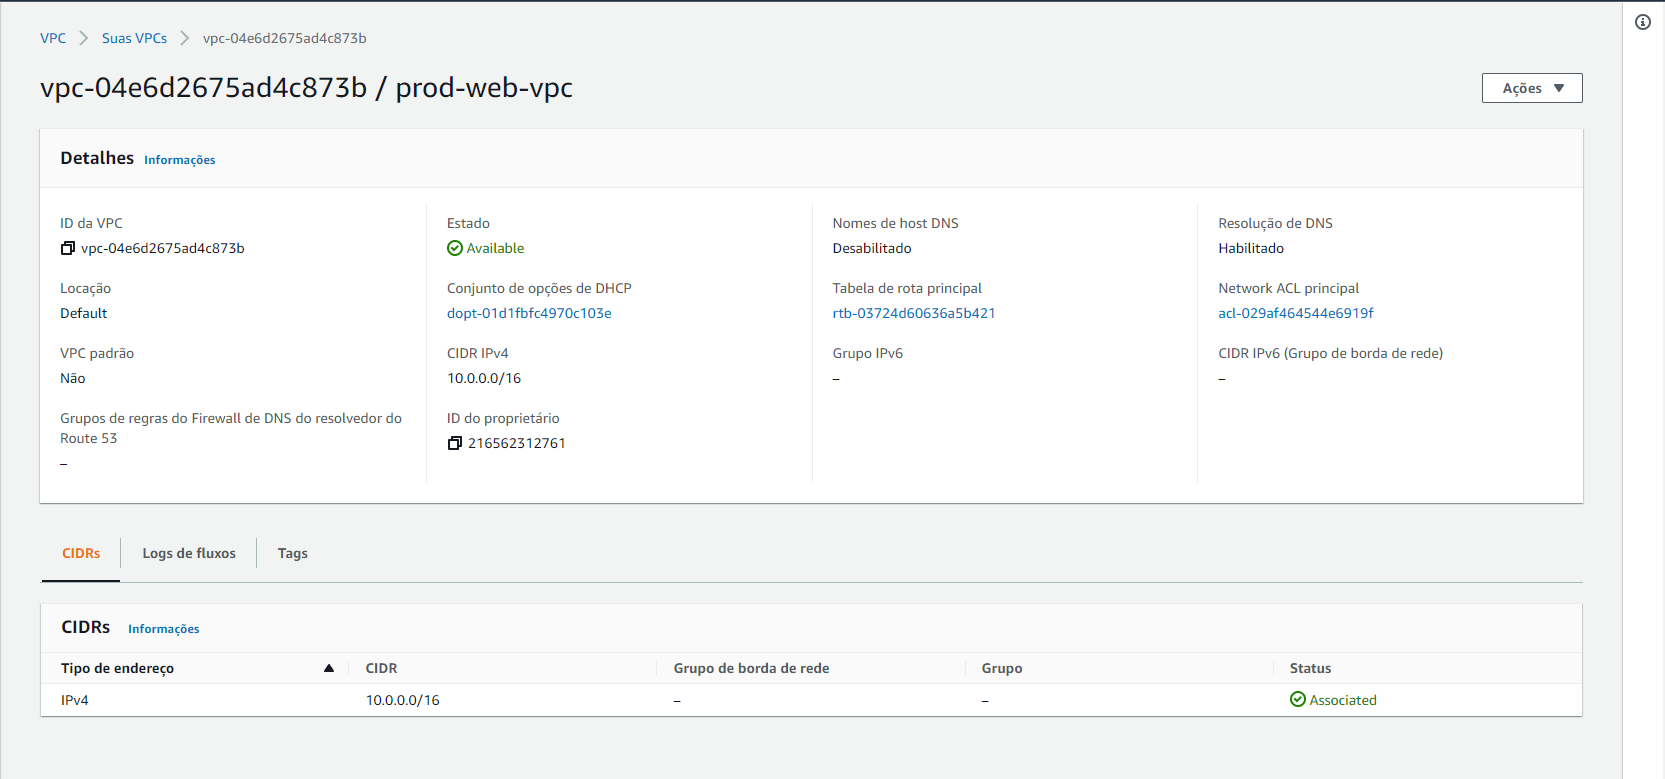 VPC > Suas VPCs > vpc-04e6d2675ad4c873b
vpc-04e6d2675ad4c873b / prod-web-vpc
Ações
Detalhes Informações
ID da VPC
vpc-04e6d2675ad4c873b
Estado
Available
Nomes de host DNS
Desabilitado
Resolução de DNS
Habilitado
Locação
Default
Conjunto de opções de DHCP
dopt-01d1fbfc4970c103e
Tabela de rota principal
rtb-03724d60636a5b421
Network ACL principal
acl-029af464544e6919f
VPC padrão
Não
CIDR IPv4
10.0.0.0/16
Grupo IPv6
–
CIDR IPv6 (Grupo de borda de rede)
–
Grupos de regras do Firewall de DNS do resolvedor do
Route 53
–
ID do proprietário
216562312761
CIDRs Logs de fluxos Tags
CIDRs Informações
Tipo de endereço CIDR Grupo de borda de rede Grupo Status
IPv4 10.0.0.0/16 – – Associated